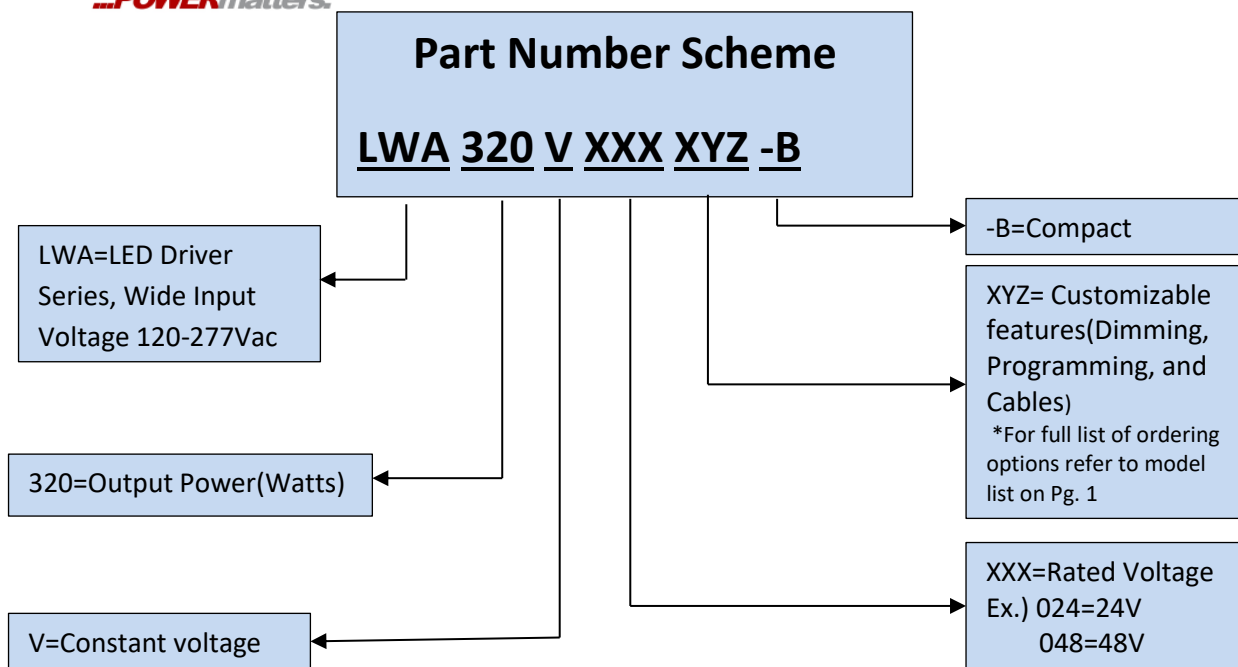 ...POWERmatters.
Part Number Scheme
LWA 320 V XXX XYZ -B
LWA=LED Driver
Series, Wide Input
Voltage 120-277Vac
320=Output Power(Watts)
V=Constant voltage
-B=Compact
XYZ= Customizable
features(Dimming,
Programming, and
Cables)
*For full list of ordering
options refer to model
list on Pg. 1
XXX=Rated Voltage
Ex.) 024=24V
048=48V